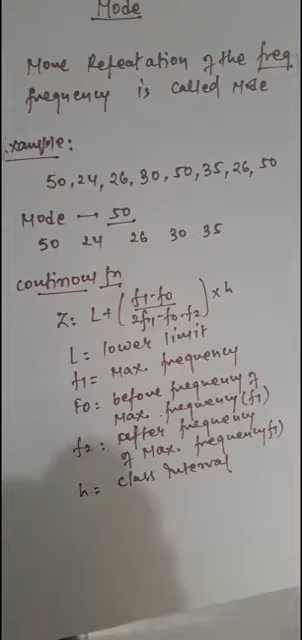 Mode
More Repeatation of the freq
frequency is called Mode
Example:
50, 24, 26, 30, 50, 35, 26, 50
Mode → 50
50 24 26 30 35
continous fn
Z = L + (f1-f0 / 2f1-f0-f2) × h
L = lower limit
f1 = Max. frequency
F0: before frequency of
Max. frequency (f1)
f2: after frequency
of Max. frequency f1)
h = class Interval